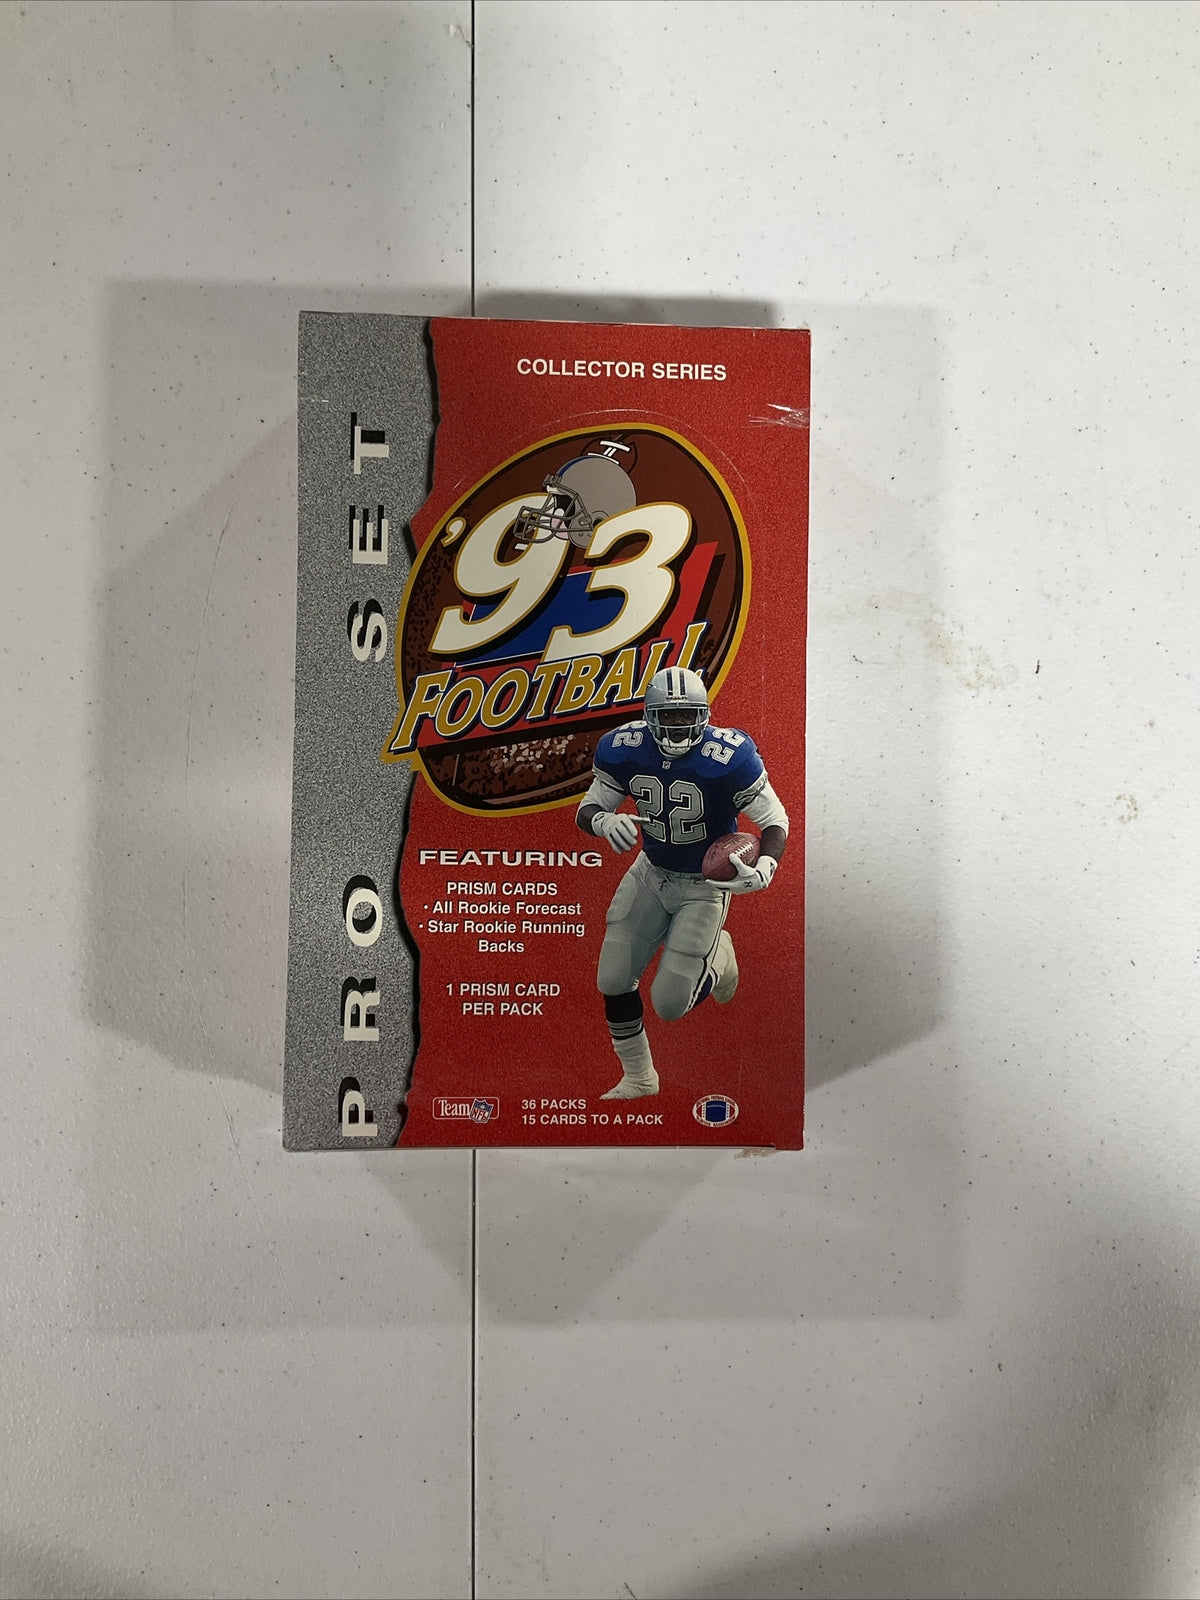 COLLECTOR SERIES
PRO SET
'93
FOOTBALL
22
22
22
FEATURING
PRISM CARDS
· All Rookie Forecast
· Star Rookie Running
Backs
1 PRISM CARD
PER PACK
Team NFL
36 PACKS
15 CARDS TO A PACK